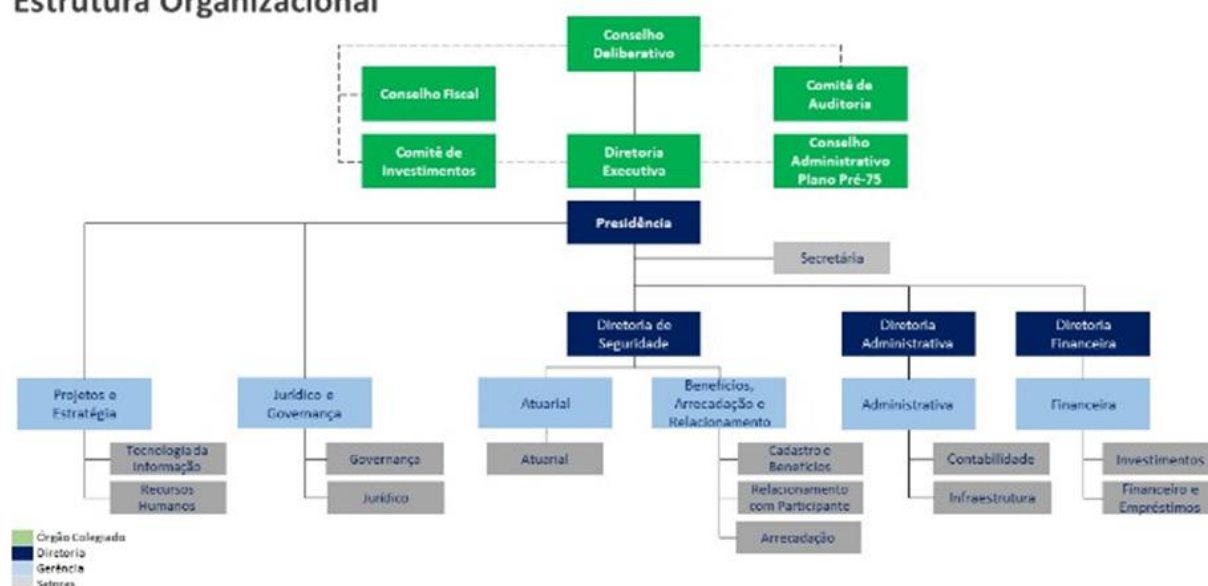 Estrutura Organizacional
Conselho
Deliberativo
Conselho Fiscal
Comitê de
Auditoria
Comitê de
Investimentos
Diretoria
Executiva
Conselho
Administrativo
Plano Pré-75
Presidência
Secretária
Diretoria de
Seguridade
Diretoria
Administrativa
Diretoria
Financeira
Projetos e
Estratégia
Jurídico e
Governança
Atuarial
Benefícios,
Arrecadação e
Relacionamento
Administrativa
Financeira
Tecnologia da
Informação
Recursos
Humanos
Governança
Jurídico
Atuarial
Cadastro e
Benefícios
Relacionamento
com Participante
Arrecadação
Contabilidade
Infraestrutura
Investimentos
Financeiro e
Empréstimos
Órgão Colegiado
Diretoria
Gerência
Setores